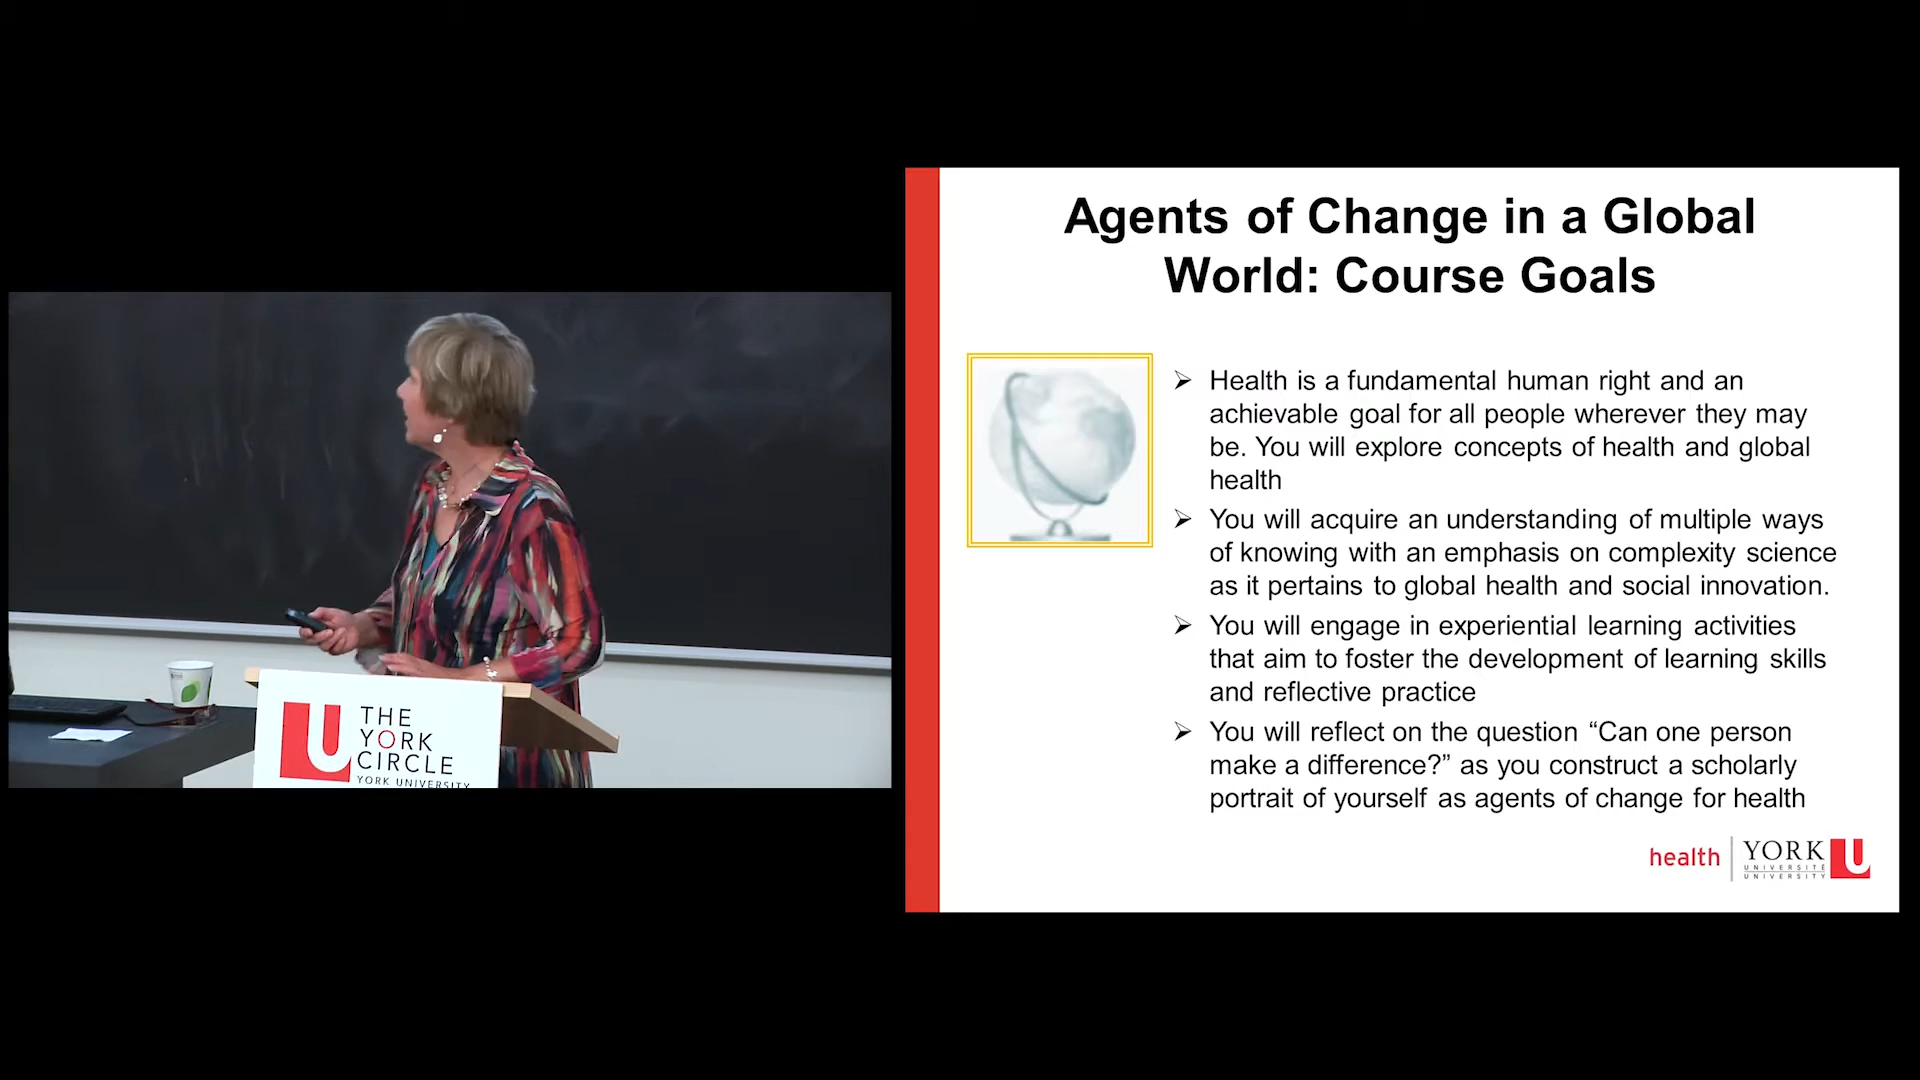 Agents of Change in a Global
World: Course Goals
➢ Health is a fundamental human right and an
achievable goal for all people wherever they may
be. You will explore concepts of health and global
health
➢ You will acquire an understanding of multiple ways
of knowing with an emphasis on complexity science
as it pertains to global health and social innovation.
➢ You will engage in experiential learning activities
that aim to foster the development of learning skills
and reflective practice
➢ You will reflect on the question “Can one person
make a difference?” as you construct a scholarly
portrait of yourself as agents of change for health
health
YORK
UNIVERSITÉ
UNIVERSITY
U
U
THE
YORK
CIRCLE
YORK UNIVERSITY